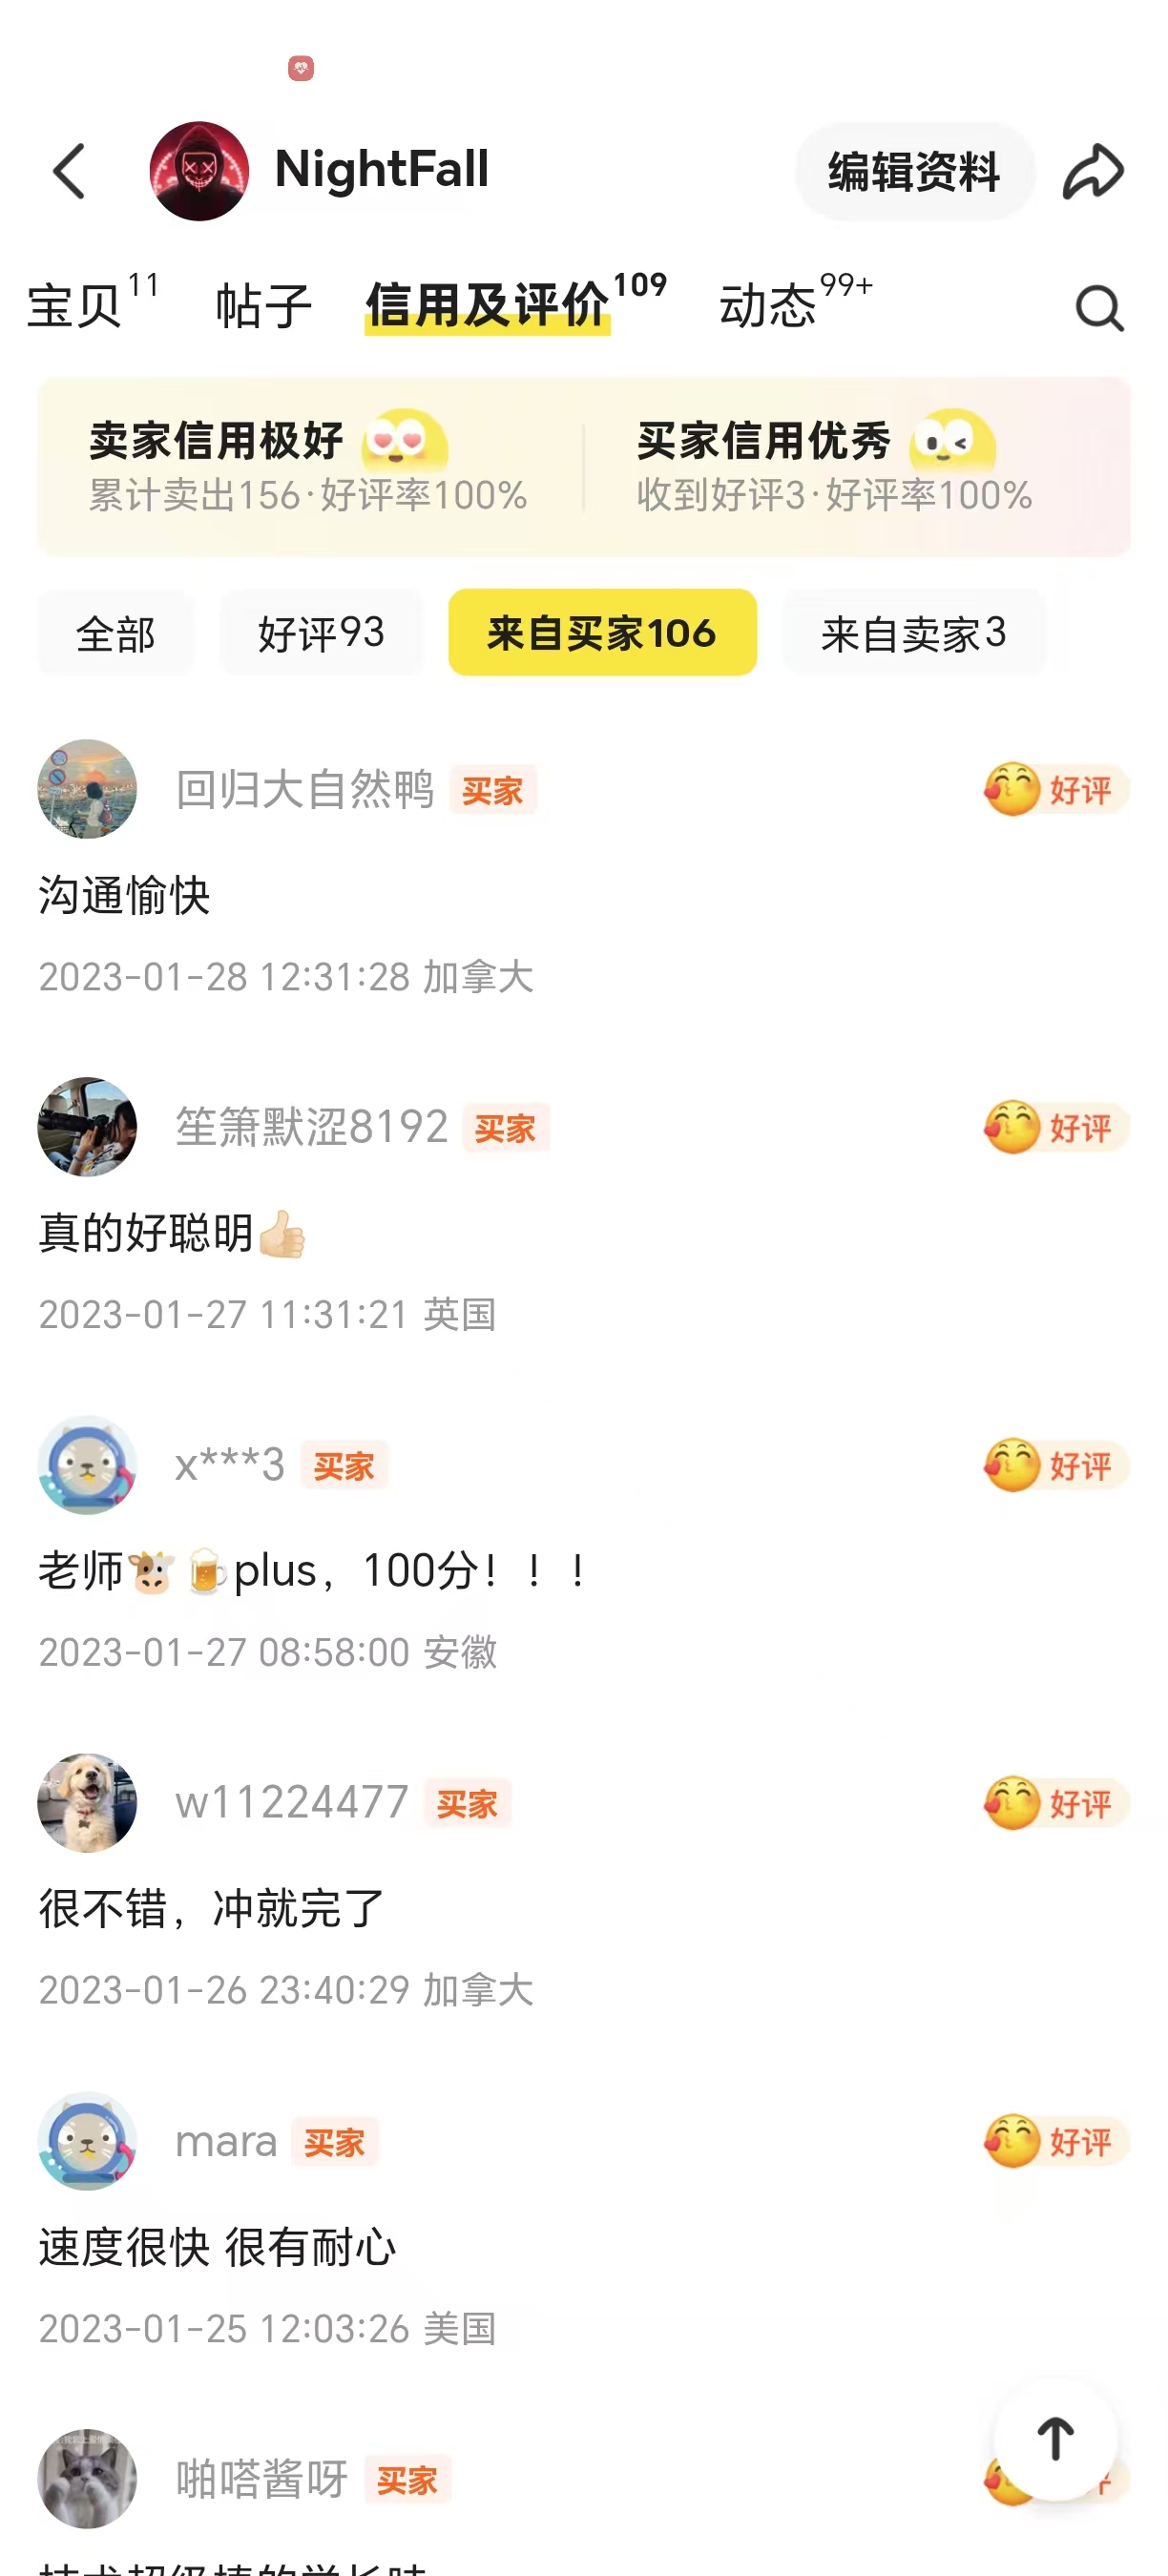 NightFall
编辑资料
宝贝11 帖子 信用及评价109 动态99+
卖家信用极好 买家信用优秀
累计卖出156·好评率100% 收到好评3·好评率100%
全部 好评93 来自买家106 来自卖家3
回归大自然鸭 买家 好评
沟通愉快
2023-01-28 12:31:28 加拿大
笙箫默涩8192 买家 好评
真的好聪明👍🏻
2023-01-27 11:31:21 英国
x***3 买家 好评
老师🐮🍺plus，100分！！！
2023-01-27 08:58:00 安徽
w11224477 买家 好评
很不错，冲就完了
2023-01-26 23:40:29 加拿大
mara 买家 好评
速度很快 很有耐心
2023-01-25 12:03:26 美国
啪嗒酱呀 买家